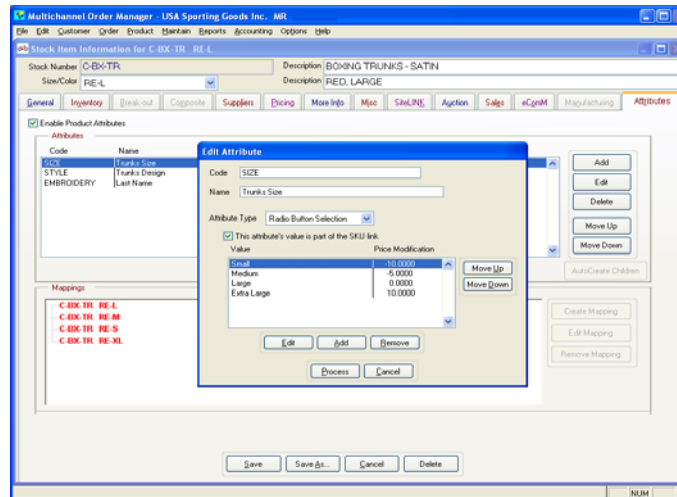 Multichannel Order Manager - USA Sporting Goods Inc. MR
File Edit Customer Order Product Maintain Reports Accounting Options Help
Stock Item Information for C-BX-TR RE-L
Stock Number C-BX-TR Description BOXING TRUNKS - SATIN
Size/Color RE-L Description RED, LARGE
General Inventory Break-out Composite Suppliers Pricing More Info Misc SiteLINK Auction Sales eComM Manufacturing Attributes
Enable Product Attributes
Attributes
Code Name
SIZE Trunks Size
STYLE Trunks Design
EMBROIDERY Last Name
Add
Edit
Delete
Move Up
Move Down
AutoCreate Children
Edit Attribute
Code SIZE
Name Trunks Size
Attribute Type Radio Button Selection
This attribute's value is part of the SKU link.
Value Price Modification
Small -10.0000
Medium -5.0000
Large 0.0000
Extra Large 10.0000
Move Up
Move Down
Edit Add Remove
Process Cancel
Mappings
C-BX-TR RE-L
C-BX-TR RE-M
C-BX-TR RE-S
C-BX-TR RE-XL
Create Mapping
Edit Mapping
Remove Mapping
Save Save As... Cancel Delete
NUM